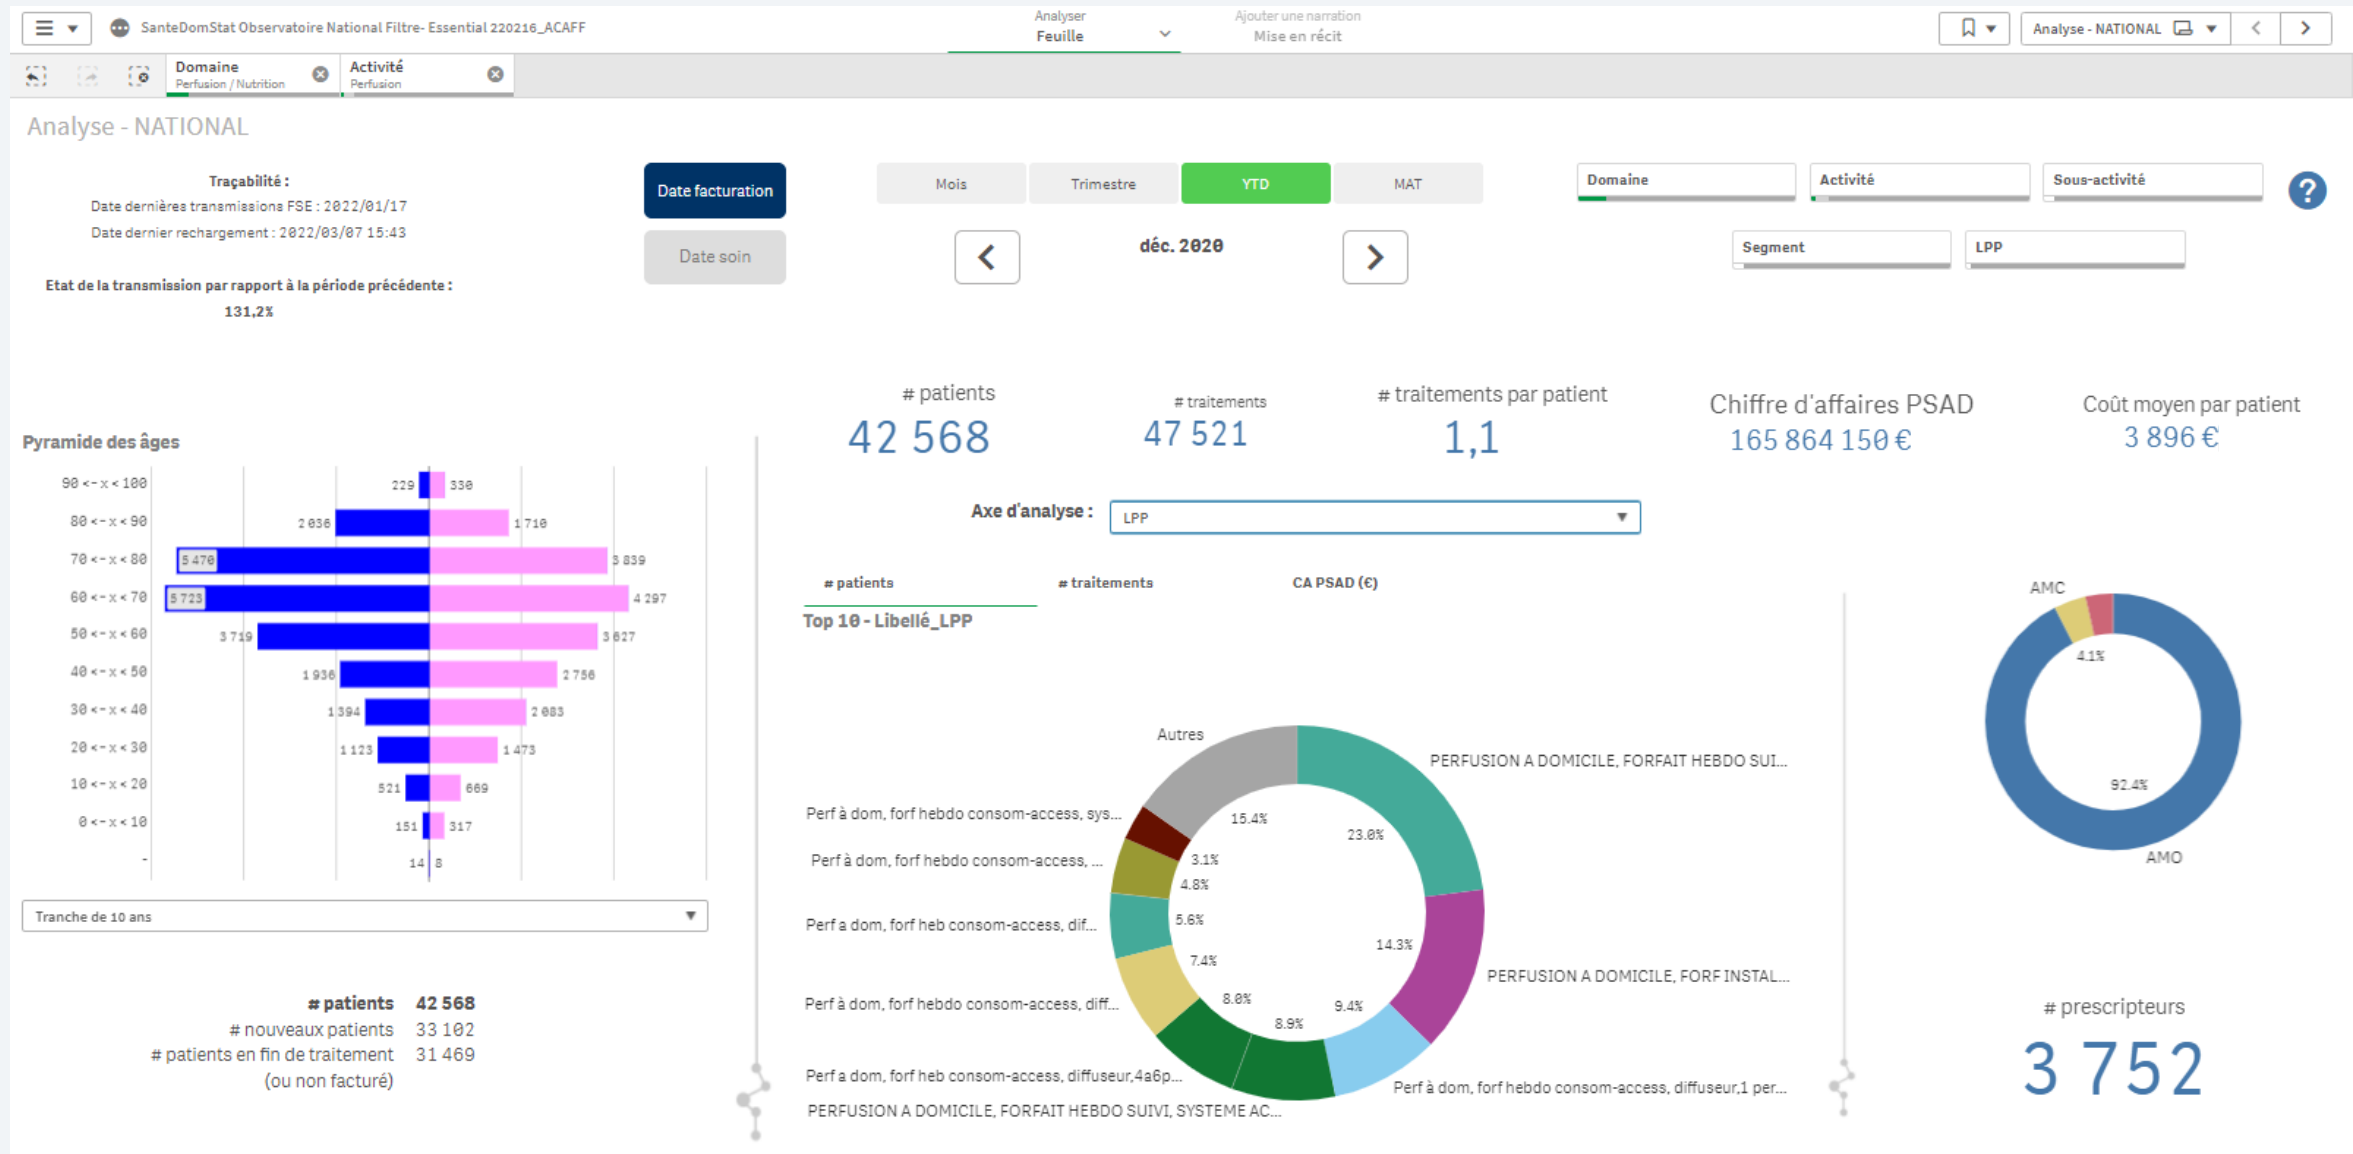 SanteDomStat Observatoire National Filtre- Essential 220216_ACAFF
Analyser
Feuille
Ajouter une narration
Mise en récit
Analyse - NATIONAL
Domaine
Perfusion / Nutrition
Activité
Perfusion
Analyse - NATIONAL
Traçabilité :
Date dernières transmissions FSE : 2022/01/17
Date dernier rechargement : 2022/03/07 15:43
Etat de la transmission par rapport à la période précédente :
131,2%
Date facturation
Date soin
Mois
Trimestre
YTD
MAT
déc. 2020
Domaine
Activité
Sous-activité
?
Segment
LPP
# patients
42 568
# traitements
47 521
# traitements par patient
1,1
Chiffre d'affaires PSAD
165 864 150 €
Coût moyen par patient
3 896 €
Pyramide des âges
90 <- x < 100
229
330
80 <- x < 90
2 036
1 710
70 <- x < 80
5 470
3 839
60 <- x < 70
5 723
4 297
50 <- x < 60
3 719
3 627
40 <- x < 50
1 936
2 756
30 <- x < 40
1 394
2 083
20 <- x < 30
1 123
1 473
10 <- x < 20
521
669
0 <- x < 10
151
317
-
14
8
Tranche de 10 ans
# patients 42 568
# nouveaux patients 33 102
# patients en fin de traitement 31 469
(ou non facturé)
Axe d'analyse :
LPP
# patients
# traitements
CA PSAD (€)
Top 10 - Libellé_LPP
Autres
PERFUSION A DOMICILE, FORFAIT HEBDO SUI...
Perf à dom, forf hebdo consom-access, sys...
15.4%
23.0%
Perf à dom, forf hebdo consom-access, ...
3.1%
4.8%
Perf a dom, forf heb consom-access, dif...
5.6%
14.3%
7.4%
PERFUSION A DOMICILE, FORF INSTAL...
Perf à dom, forf hebdo consom-access, diff...
8.0%
9.4%
8.9%
Perf a dom, forf heb consom-access, diffuseur,4a6p...
Perf à dom, forf hebdo consom-access, diffuseur,1 per...
PERFUSION A DOMICILE, FORFAIT HEBDO SUIVI, SYSTEME AC...
AMC
4.1%
92.4%
AMO
# prescripteurs
3 752